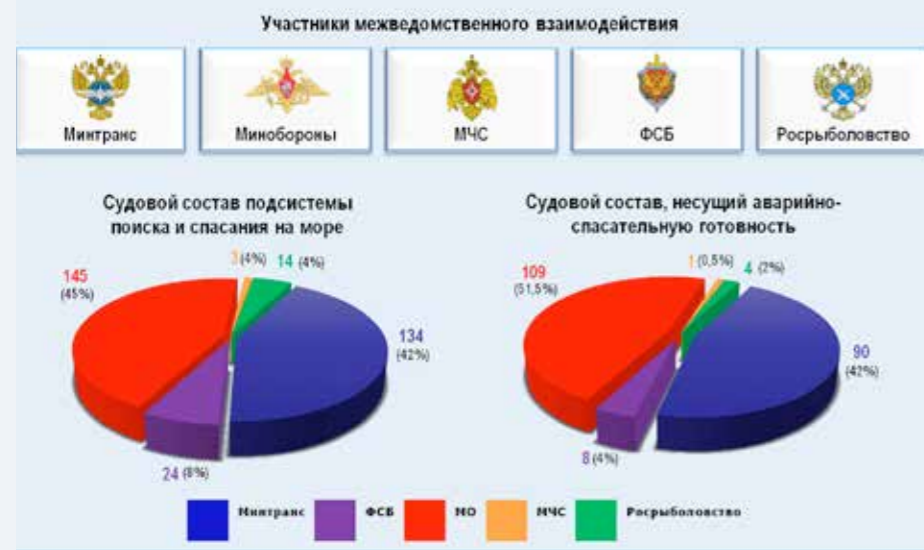 Участники межведомственного взаимодействия
Минтранс
Минобороны
МЧС
ФСБ
Росрыболовство
Судовой состав подсистемы
поиска и спасания на море
3 (4%)
14 (4%)
145
(45%)
134
(42%)
24 (8%)
Судовой состав, несущий аварийно-
спасательную готовность
1 (0,5%)
4 (2%)
109
(51,5%)
90
(42%)
8 (4%)
Минтранс
ФСБ
МО
МЧС
Росрыболовство